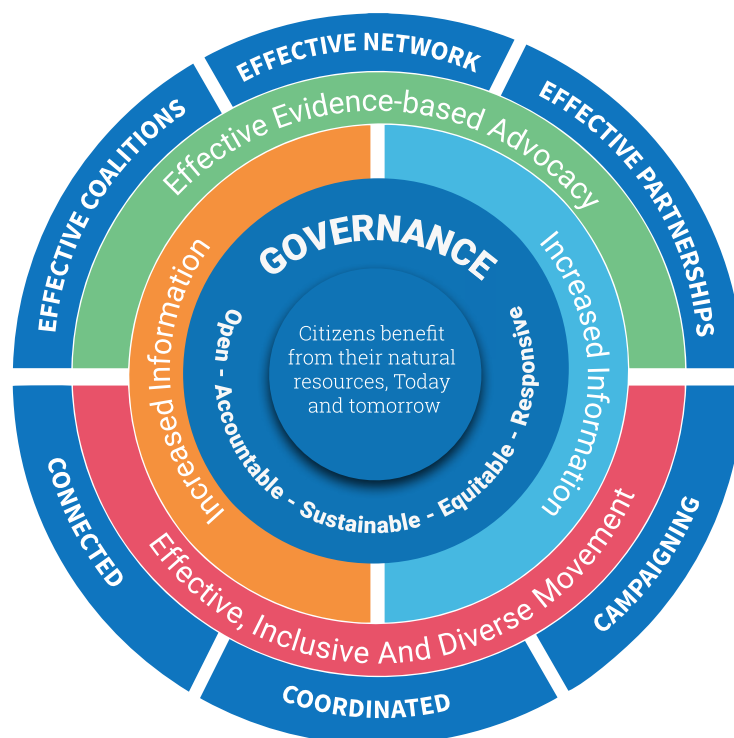 EFFECTIVE NETWORK
EFFECTIVE COALITIONS
EFFECTIVE PARTNERSHIPS
Effective Evidence-based Advocacy
Increased Information
Increased Information
GOVERNANCE
Citizens benefit
from their natural
resources, Today
and tomorrow
Open - Accountable - Sustainable - Equitable - Responsive
Effective, Inclusive And Diverse Movement
CONNECTED
COORDINATED
CAMPAIGNING